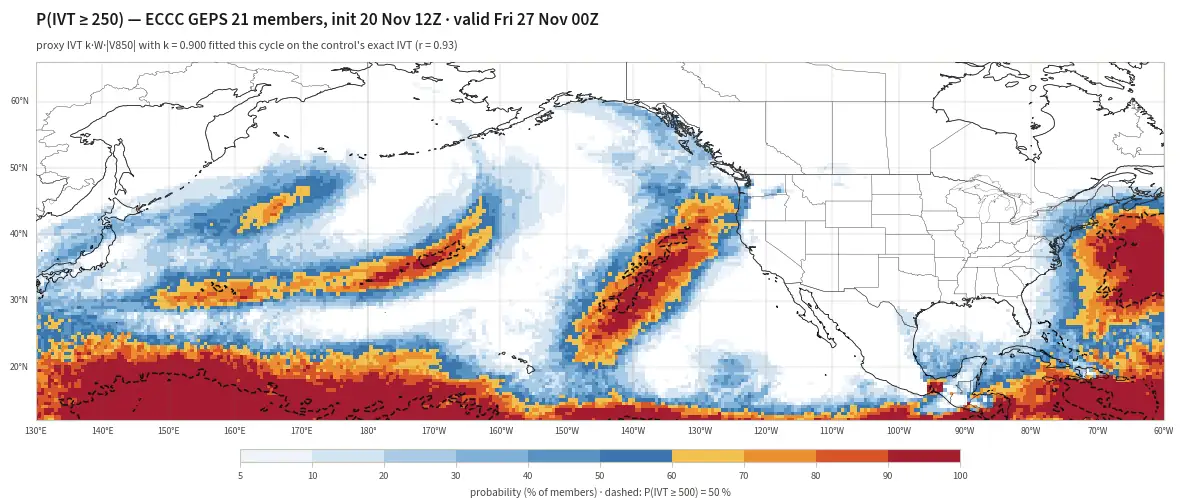 P(IVT ≥ 250) — ECCC GEPS 21 members, init 20 Nov 12Z · valid Fri 27 Nov 00Z
proxy IVT k·W·|V850| with k = 0.900 fitted this cycle on the control's exact IVT (r = 0.93)
60°N
50°N
40°N
30°N
20°N
130°E 140°E 150°E 160°E 170°E 180° 170°W 160°W 150°W 140°W 130°W 120°W 110°W 100°W 90°W 80°W 70°W 60°W
5 10 20 30 40 50 60 70 80 90 100
probability (% of members) · dashed: P(IVT ≥ 500) = 50 %